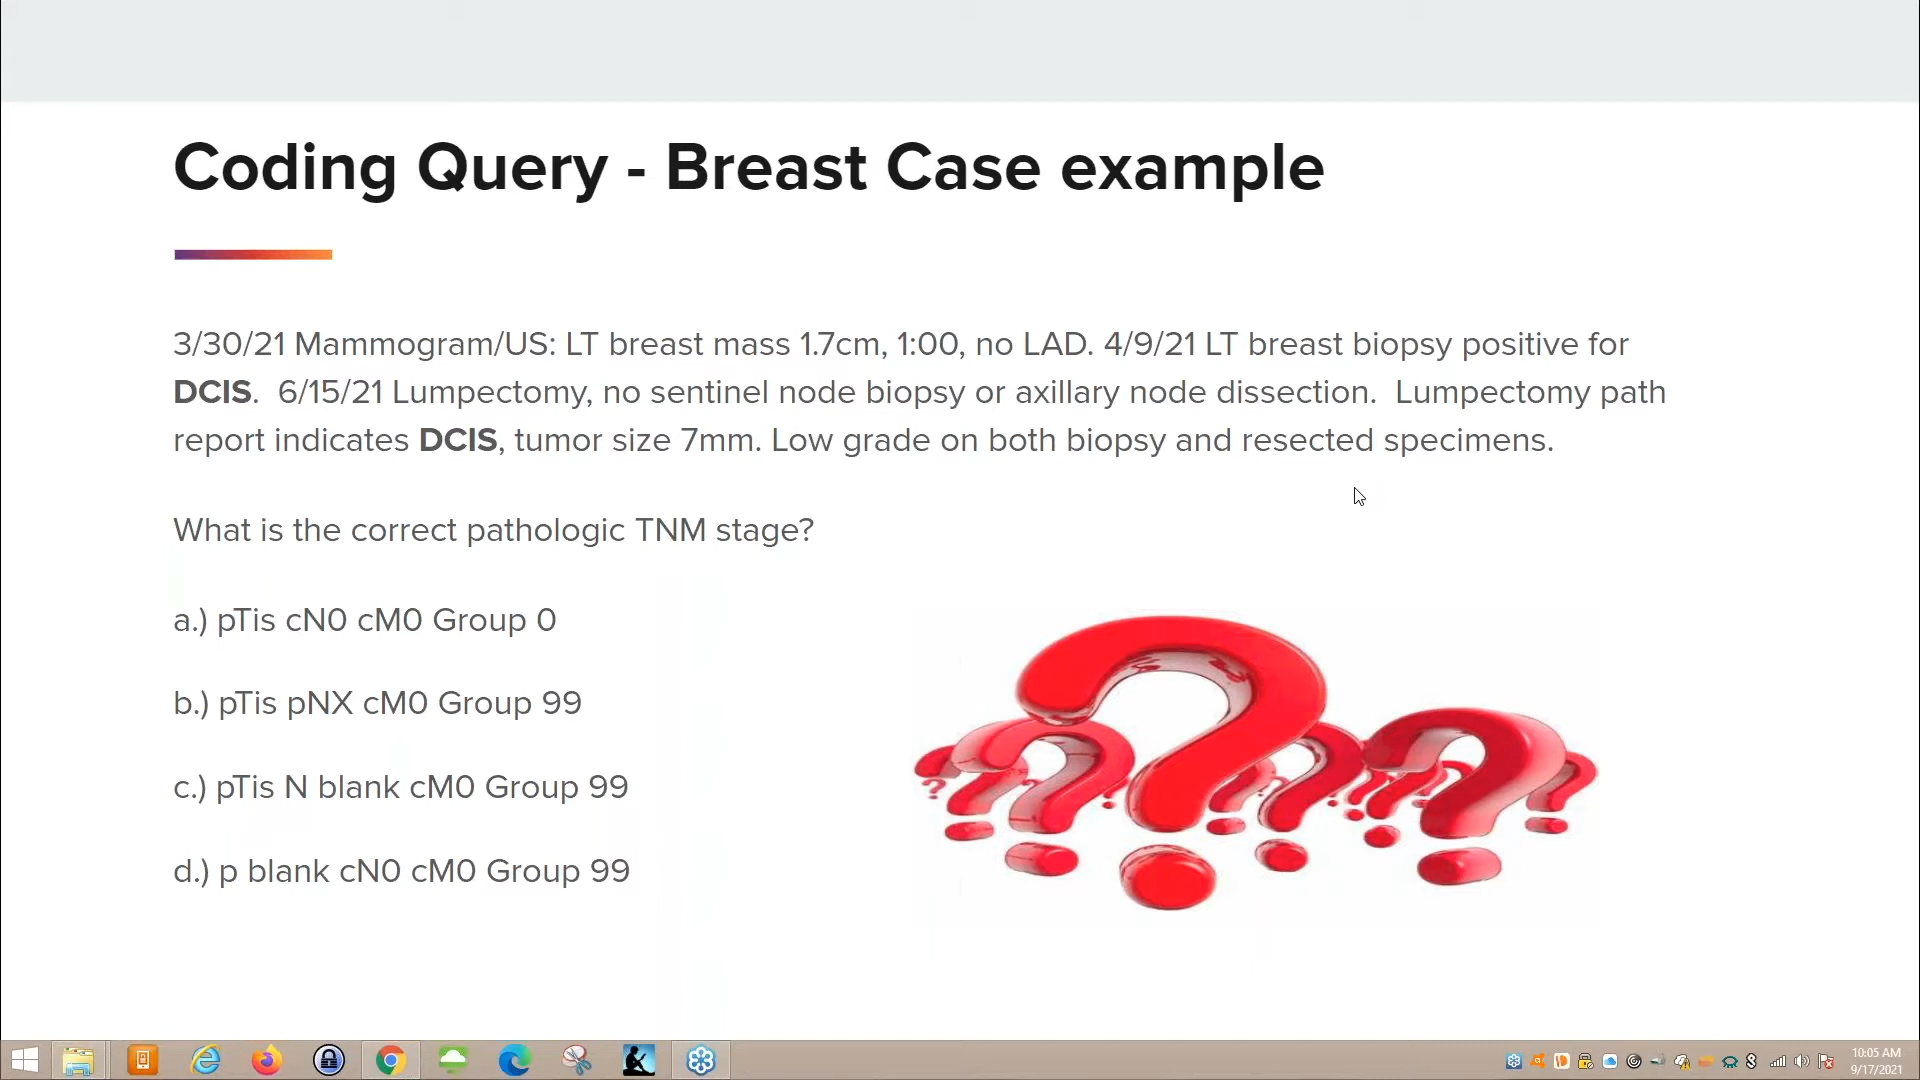 Coding Query - Breast Case example
3/30/21 Mammogram/US: LT breast mass 1.7cm, 1:00, no LAD. 4/9/21 LT breast biopsy positive for
DCIS.  6/15/21 Lumpectomy, no sentinel node biopsy or axillary node dissection.  Lumpectomy path
report indicates DCIS, tumor size 7mm. Low grade on both biopsy and resected specimens.
What is the correct pathologic TNM stage?
a.) pTis cN0 cM0 Group 0
b.) pTis pNX cM0 Group 99
c.) pTis N blank cM0 Group 99
d.) p blank cN0 cM0 Group 99
10:05 AM
9/17/2021